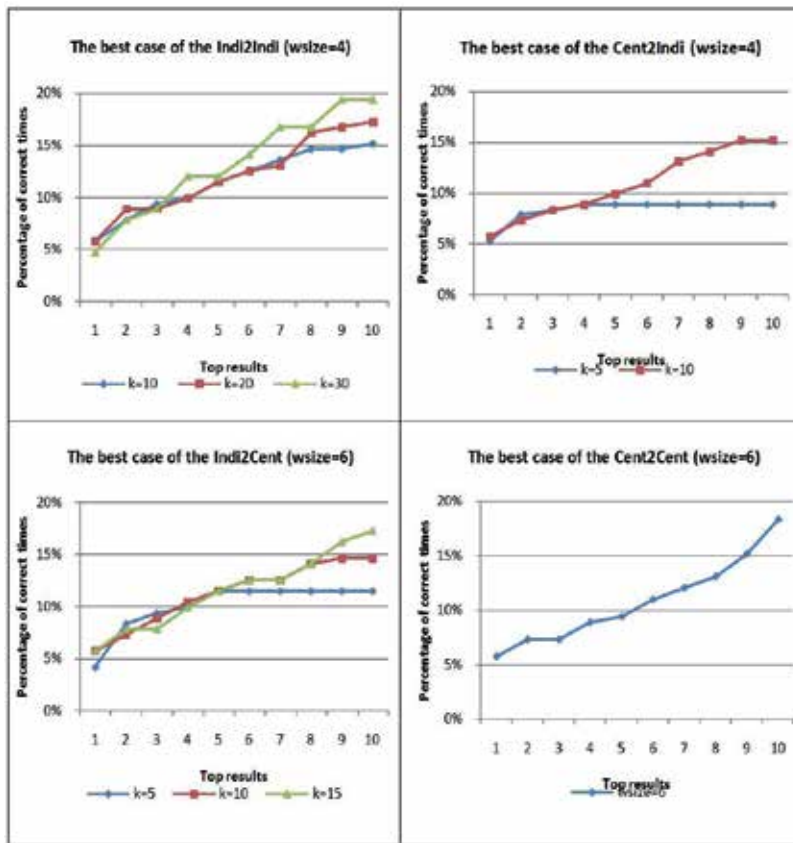 The best case of the Indi2Indi (wsize=4)
Percentage of correct times
20%
15%
10%
5%
0%
1 2 3 4 5 6 7 8 9 10
Top results
k=10 k=20 k=30
The best case of the Cent2Indi (wsize=4)
Percentage of correct times
20%
15%
10%
5%
0%
1 2 3 4 5 6 7 8 9 10
Top results
k=5 k=10
The best case of the Indi2Cent (wsize=6)
Percentage of correct times
20%
15%
10%
5%
0%
1 2 3 4 5 6 7 8 9 10
Top results
k=5 k=10 k=15
The best case of the Cent2Cent (wsize=6)
Percentage of correct times
20%
15%
10%
5%
0%
1 2 3 4 5 6 7 8 9 10
Top results
wsize=6